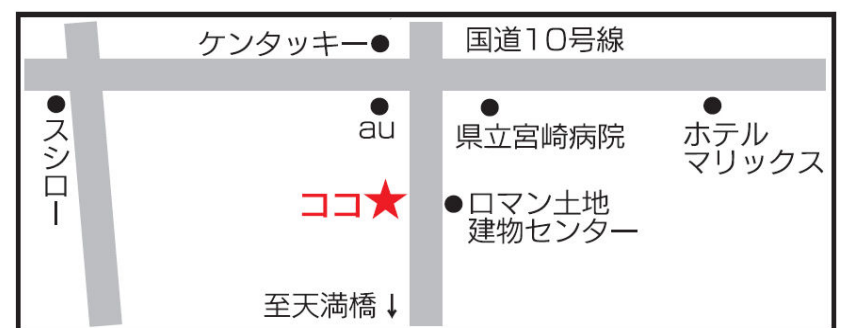 ケンタッキー
国道10号線
スシロー
au
県立宮崎病院
ホテル
マリックス
ココ★
ロマン土地
建物センター
至天満橋↓